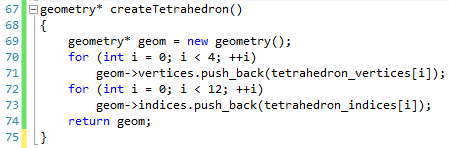 67 geometry* createTetrahedron()
68 {
69     geometry* geom = new geometry();
70     for (int i = 0; i < 4; ++i)
71         geom->vertices.push_back(tetrahedron_vertices[i]);
72     for (int i = 0; i < 12; ++i)
73         geom->indices.push_back(tetrahedron_indices[i]);
74     return geom;
75 }